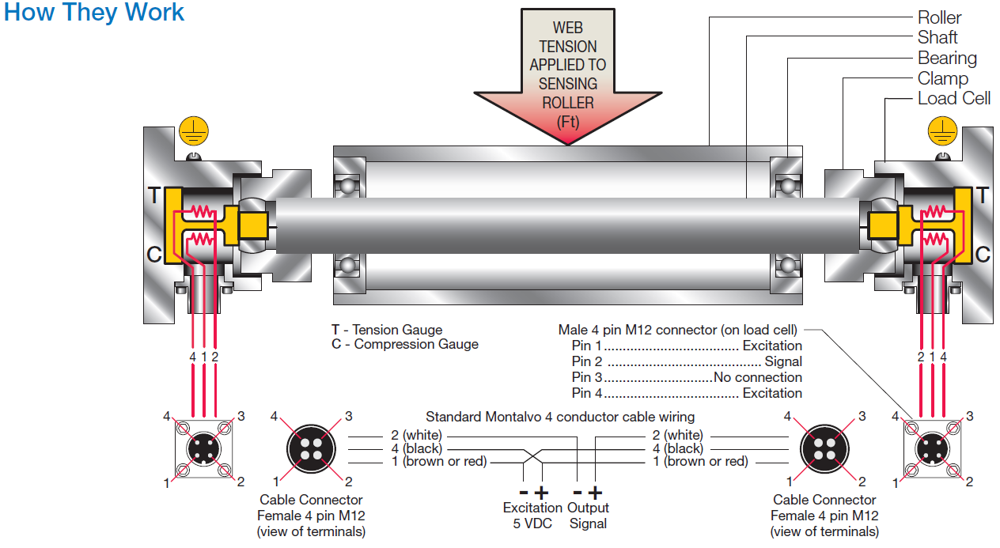 How They Work
WEB
TENSION
APPLIED TO
SENSING
ROLLER
(Ft)
Roller
Shaft
Bearing
Clamp
Load Cell
T
C
T
C
T - Tension Gauge
C - Compression Gauge
Male 4 pin M12 connector (on load cell)
Pin 1.................................. Excitation
Pin 2 ....................................... Signal
Pin 3...........................No connection
Pin 4.................................. Excitation
4 1 2
2 1 4
Standard Montalvo 4 conductor cable wiring
4 3
1 2
4 3
1 2
2 (white)
4 (black)
1 (brown or red)
2 (white)
4 (black)
1 (brown or red)
4 3
1 2
4 3
1 2
- + - +
Excitation Output
5 VDC Signal
Cable Connector
Female 4 pin M12
(view of terminals)
Cable Connector
Female 4 pin M12
(view of terminals)